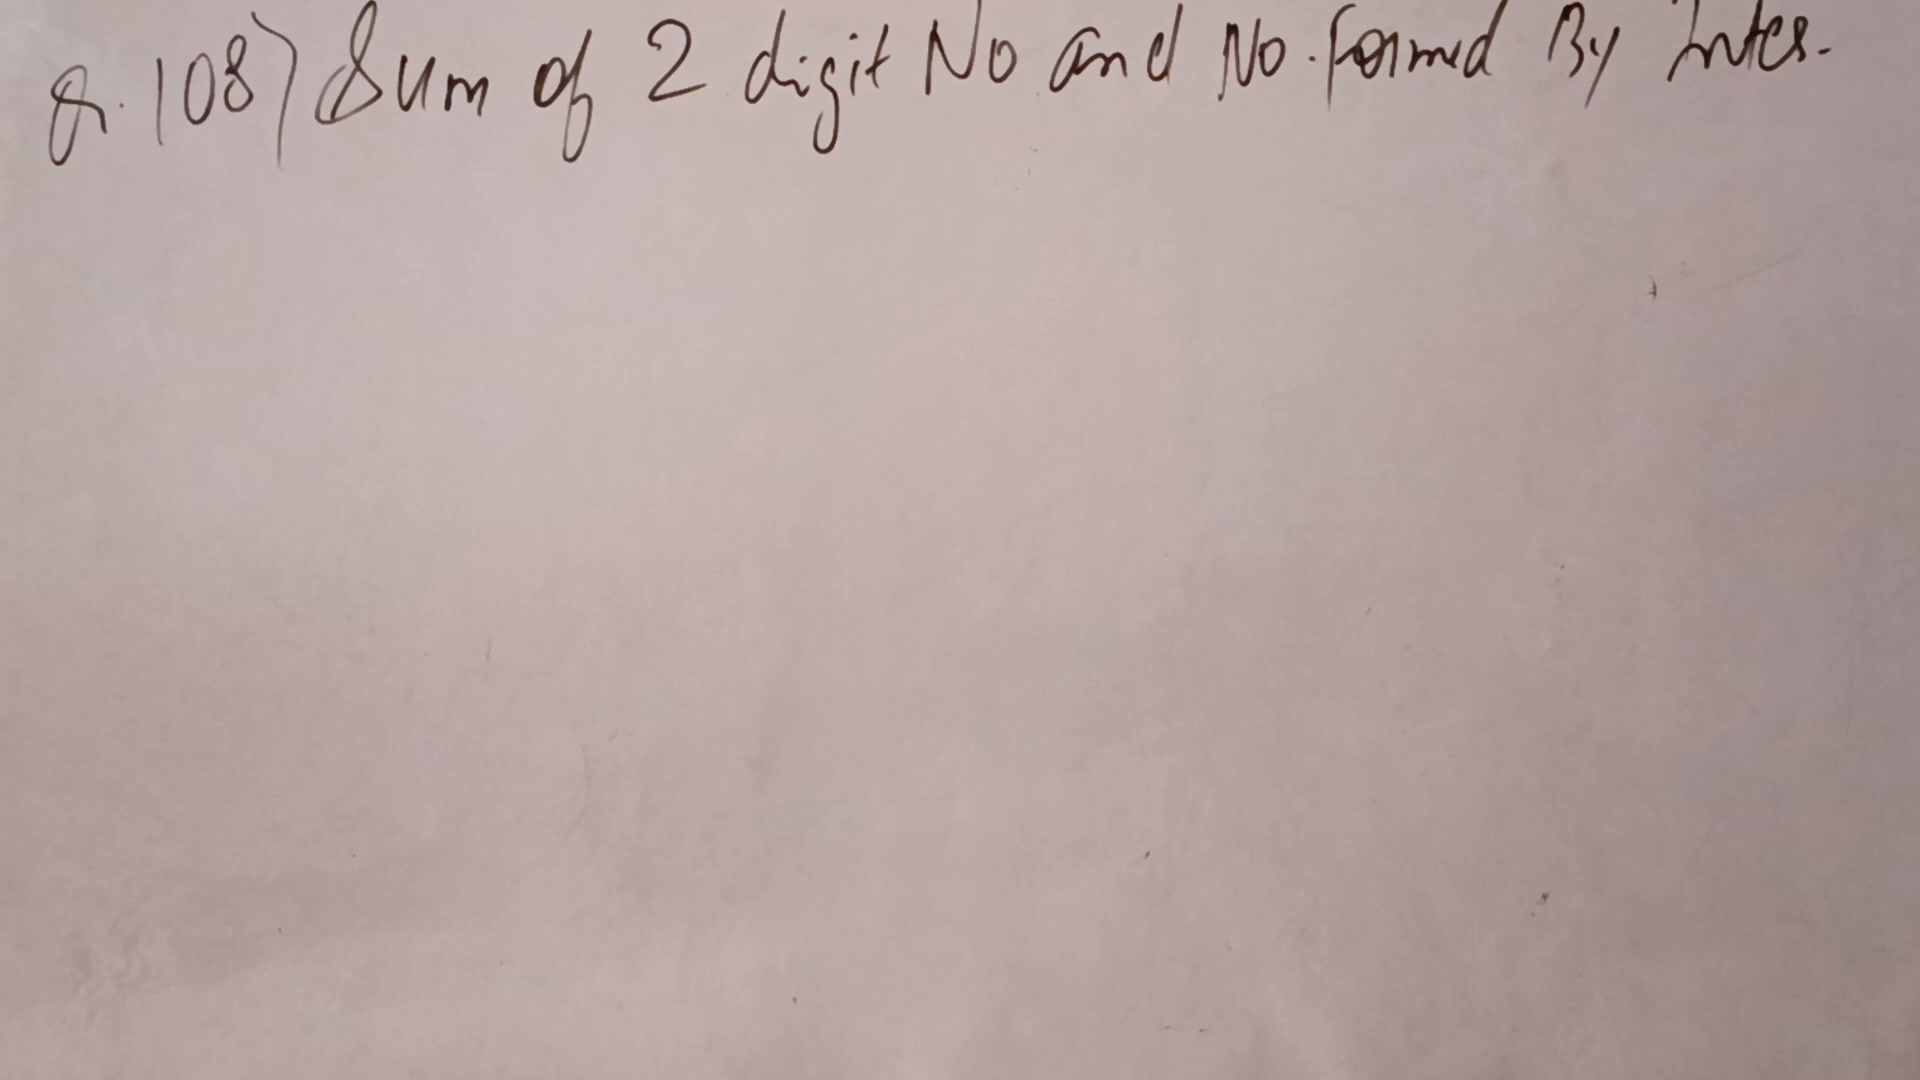 Q. 108) Sum of 2 digit No and No. Formed By Inter-